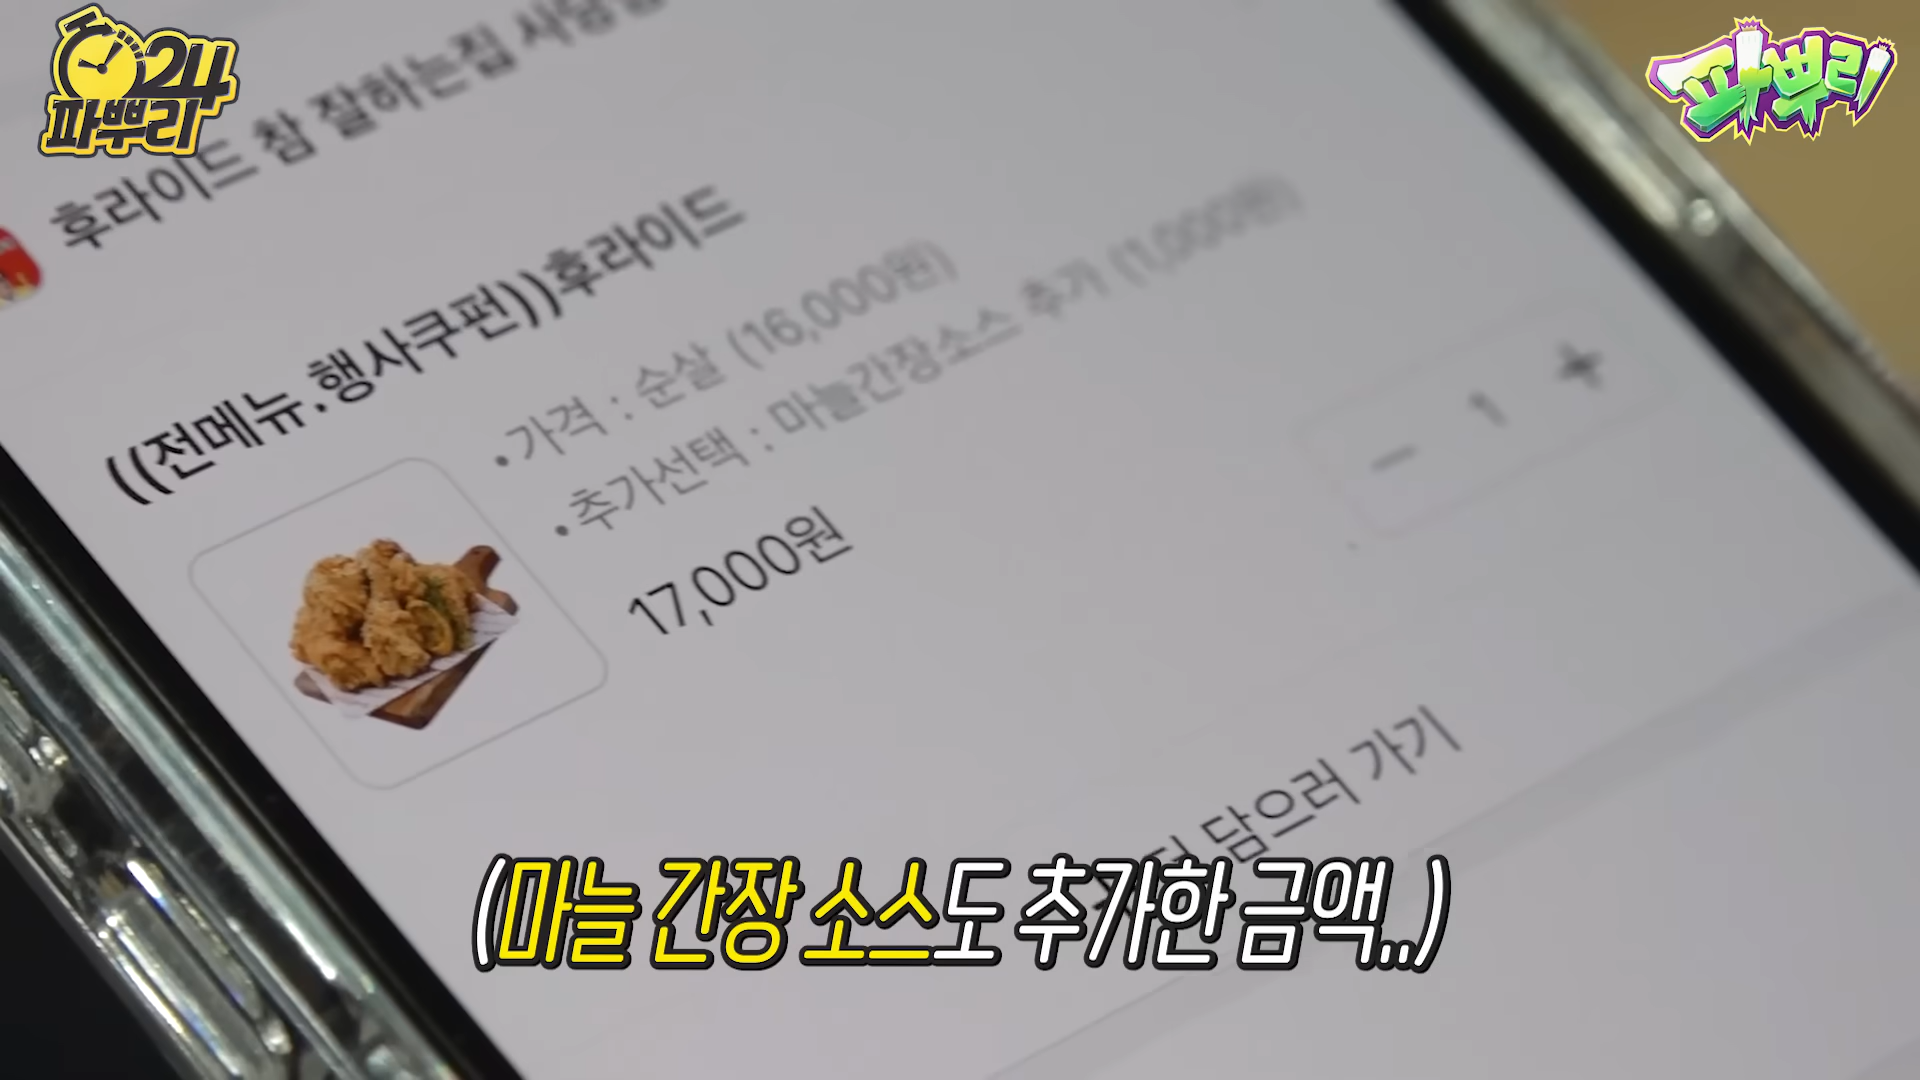 24
파뿌리
파뿌리
후라이드 참 잘하는집
((전메뉴.행사쿠펀))후라이드
• 가격 : 순살 (16,000원)
• 추가선택 : 마늘간장소스 추가 (1,000원)
17,000원
− 1 +
담으러 가기
(마늘 간장 소스도 추가한 금액..)